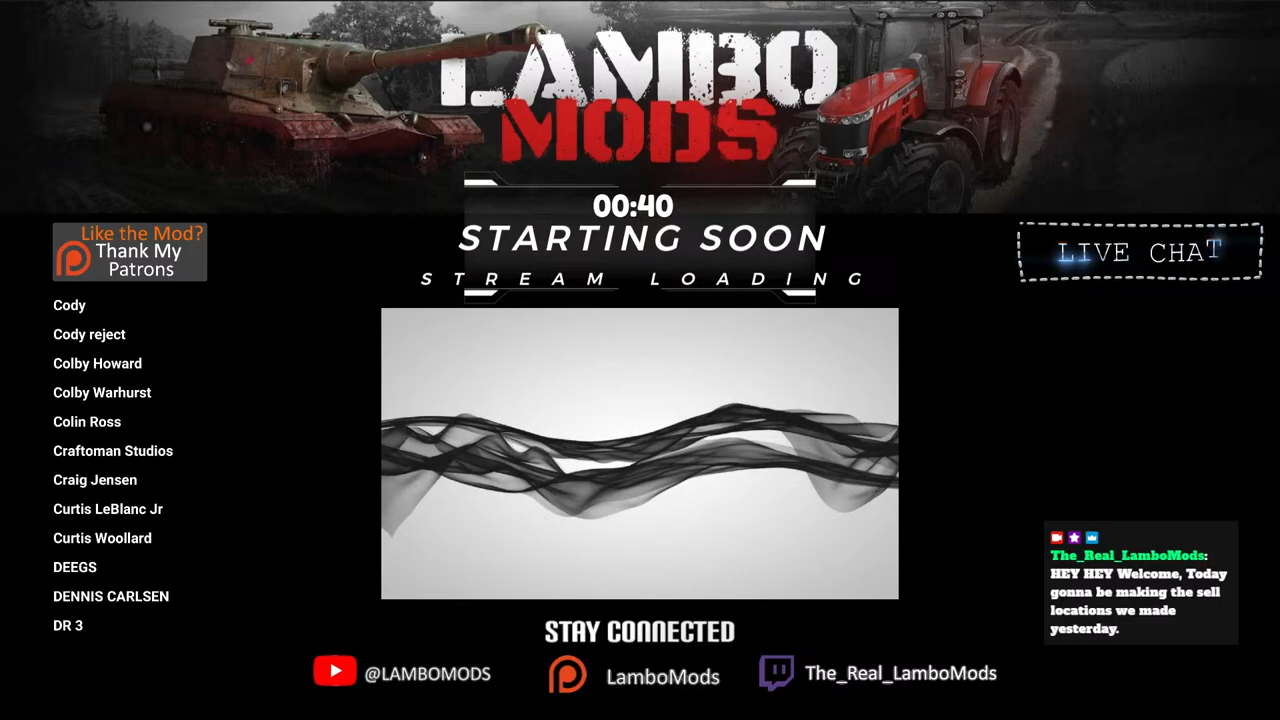 LAMBO
MODS
00:40
STARTING SOON
STREAM LOADING
Like the Mod?
Thank My
Patrons
Cody
Cody reject
Colby Howard
Colby Warhurst
Colin Ross
Craftoman Studios
Craig Jensen
Curtis LeBlanc Jr
Curtis Woollard
DEEGS
DENNIS CARLSEN
DR 3
LIVE CHAT
The_Real_LamboMods:
HEY HEY Welcome, Today
gonna be making the sell
locations we made
yesterday.
STAY CONNECTED
@LAMBOMODS
LamboMods
The_Real_LamboMods